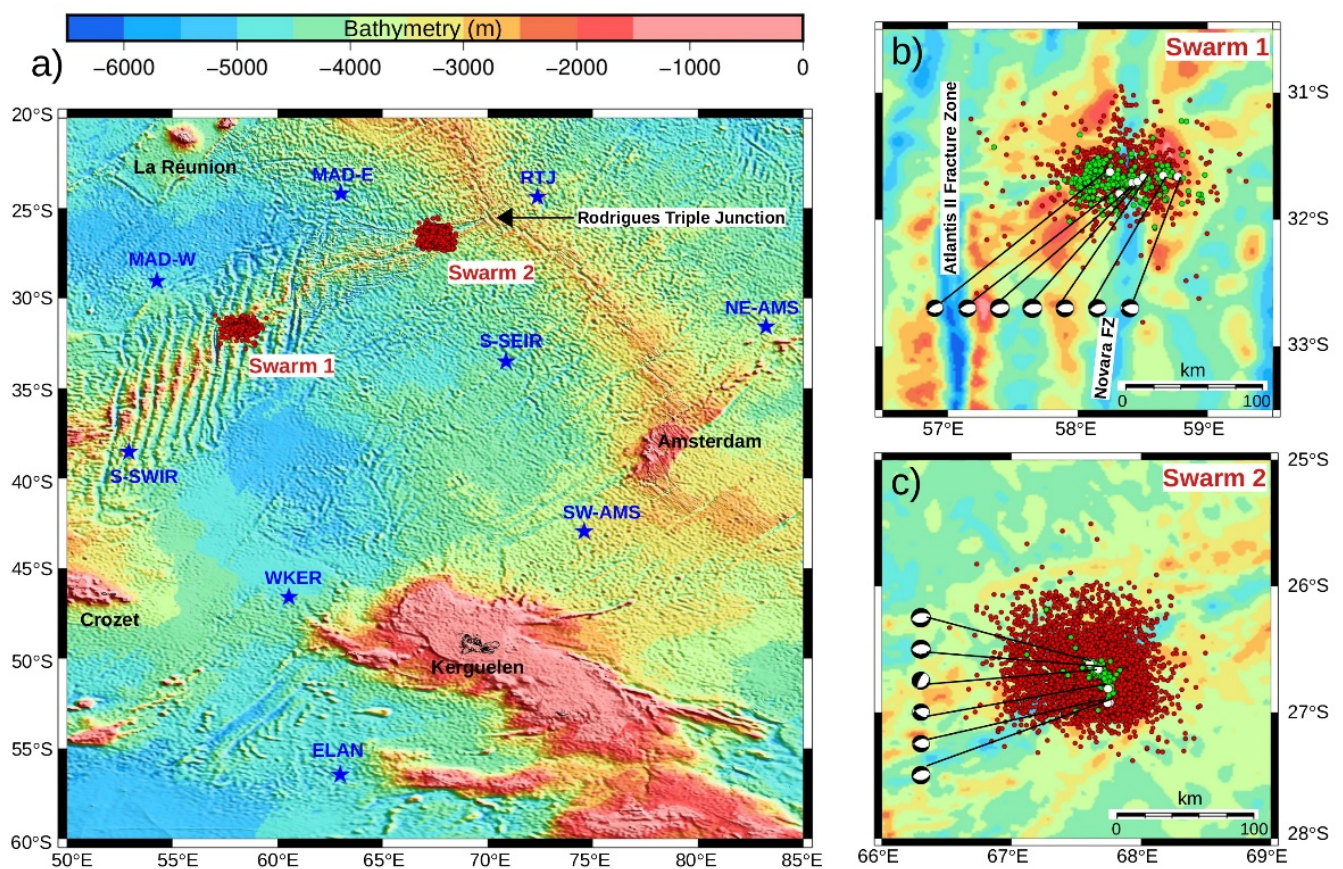 Bathymetry (m)
a)
−6000 −5000 −4000 −3000 −2000 −1000 0
20°S
25°S
30°S
35°S
40°S
45°S
50°S
55°S
60°S
50°E 55°E 60°E 65°E 70°E 75°E 80°E 85°E
La Réunion
MAD-E
RTJ
Rodrigues Triple Junction
MAD-W
Swarm 2
NE-AMS
S-SEIR
Swarm 1
Amsterdam
S-SWIR
SW-AMS
WKER
Crozet
Kerguelen
ELAN
b)
Swarm 1
Atlantis II Fracture Zone
Novara FZ
km
0 100
31°S
32°S
33°S
57°E 58°E 59°E
c)
Swarm 2
25°S
26°S
27°S
28°S
km
0 100
66°E 67°E 68°E 69°E